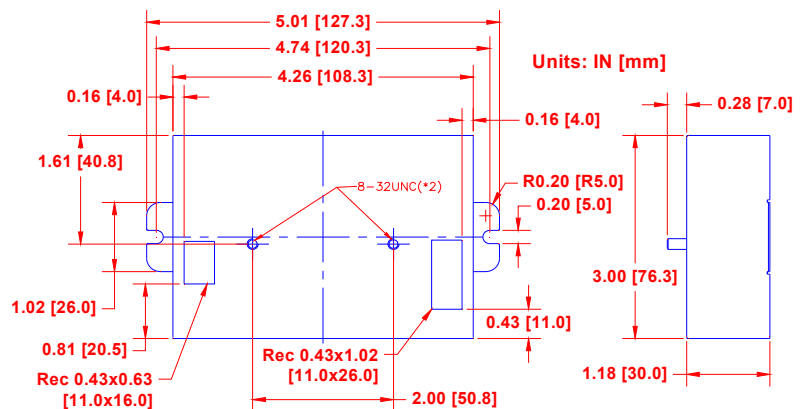 5.01 [127.3]
4.74 [120.3]
4.26 [108.3]
Units: IN [mm]
0.16 [4.0]
0.28 [7.0]
0.16 [4.0]
1.61 [40.8]
8-32UNC(*2)
R0.20 [R5.0]
0.20 [5.0]
3.00 [76.3]
1.02 [26.0]
0.43 [11.0]
0.81 [20.5]
Rec 0.43x1.02
[11.0x26.0]
1.18 [30.0]
Rec 0.43x0.63
[11.0x16.0]
2.00 [50.8]